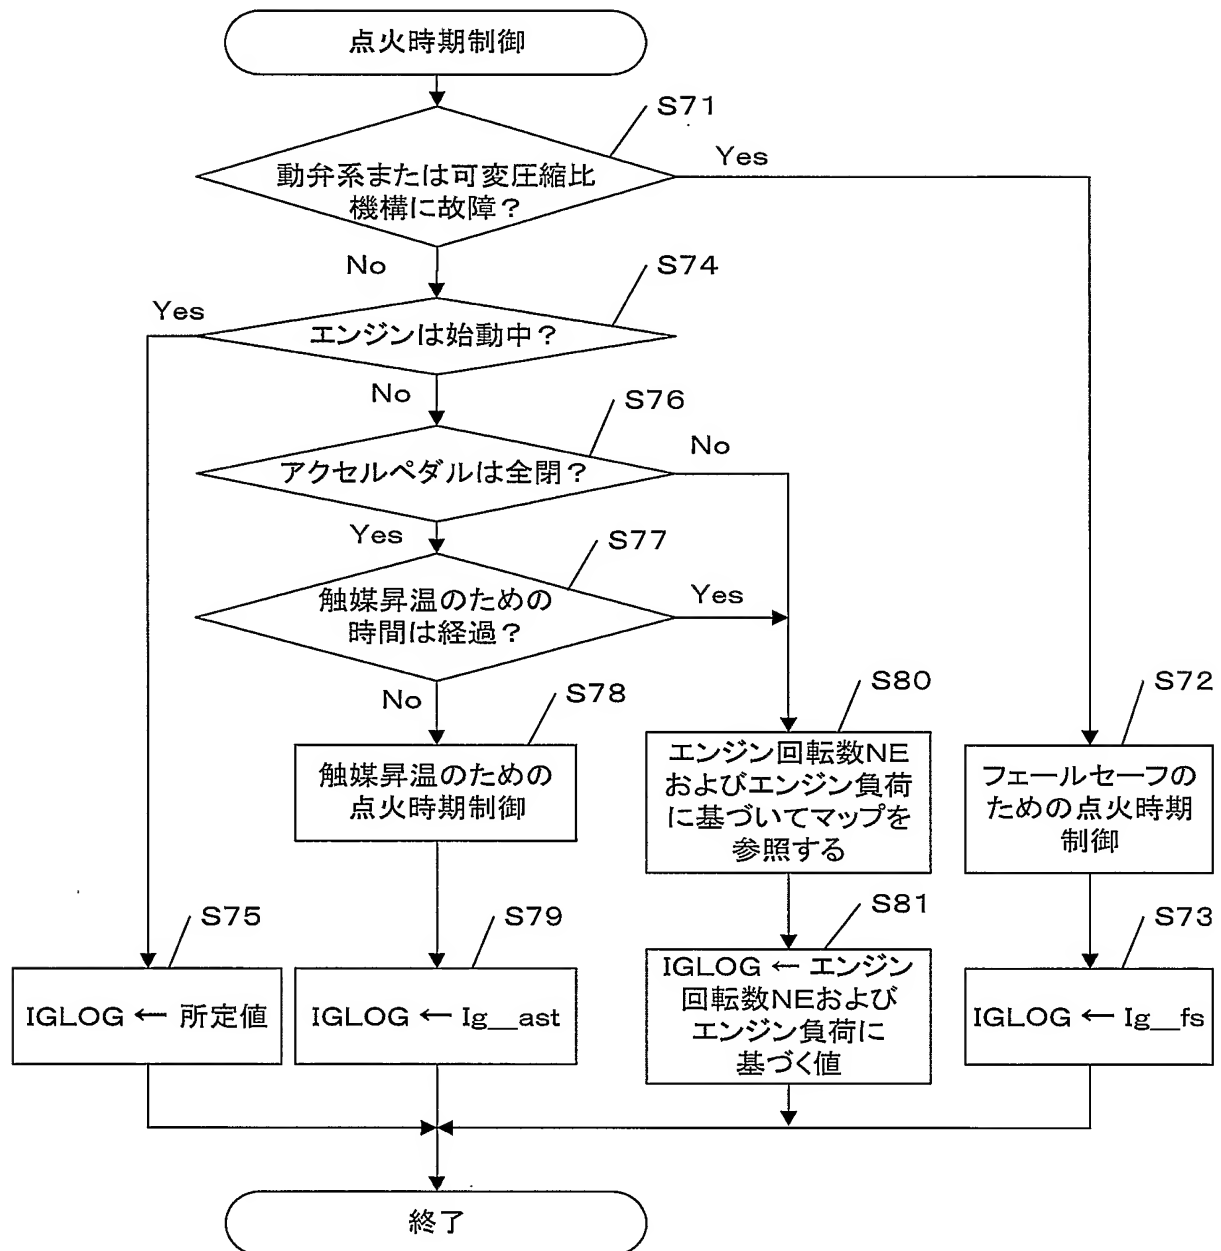 点火時期制御
S71
動弁系または可変圧縮比
機構に故障?
Yes
No
S74
Yes
エンジンは始動中?
No
S76
アクセルペダルは全閉?
No
Yes
S77
触媒昇温のための
時間は経過?
Yes
No
S78
触媒昇温のための
点火時期制御
S80
エンジン回転数NE
およびエンジン負荷
に基づいてマップを
参照する
S72
フェールセーフの
ための点火時期
制御
S75
IGLOG ← 所定値
S79
IGLOG ← Ig__ast
S81
IGLOG ← エンジン
回転数NEおよび
エンジン負荷に
基づく値
S73
IGLOG ← Ig__fs
終了